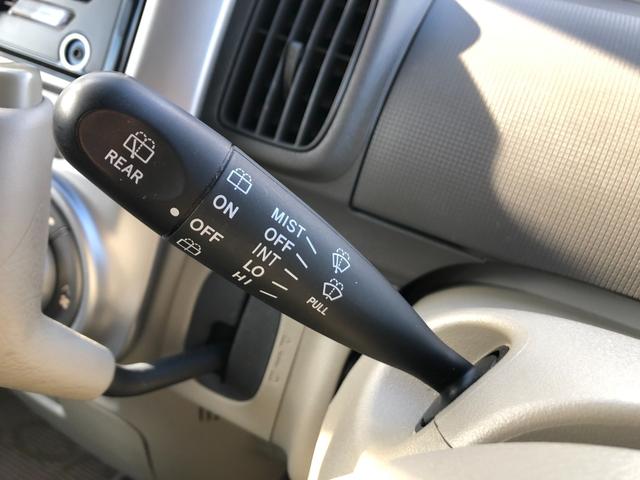 REAR
ON
OFF
MIST
OFF
INT
LO
HI
PULL